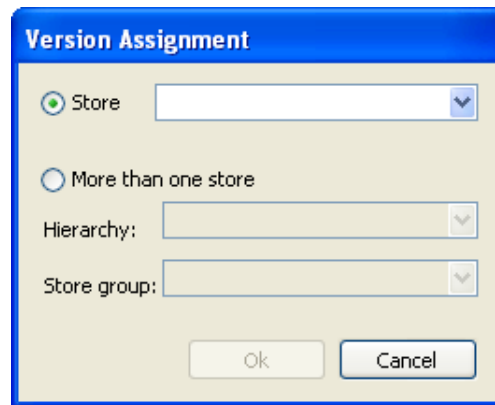 Version Assignment
Store
More than one store
Hierarchy:
Store group:
Ok Cancel